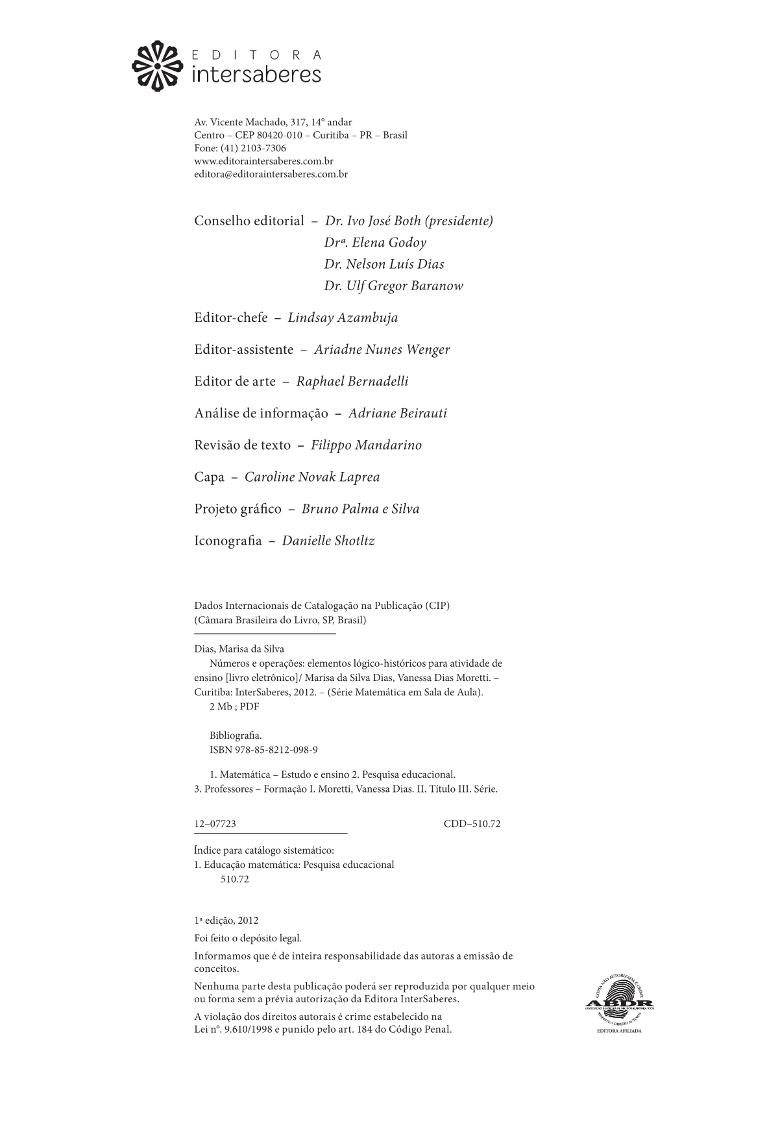 EDITORA
intersaberes
Av. Vicente Machado, 317, 14º andar
Centro – CEP 80420-010 – Curitiba – PR – Brasil
Fone: (41) 2103-7306
www.editoraintersaberes.com.br
editora@editoraintersaberes.com.br
Conselho editorial – Dr. Ivo José Both (presidente)
Drª. Elena Godoy
Dr. Nelson Luís Dias
Dr. Ulf Gregor Baranow
Editor-chefe – Lindsay Azambuja
Editor-assistente – Ariadne Nunes Wenger
Editor de arte – Raphael Bernadelli
Análise de informação – Adriane Beirauti
Revisão de texto – Filippo Mandarino
Capa – Caroline Novak Laprea
Projeto gráfico – Bruno Palma e Silva
Iconografia – Danielle Shotltz
Dados Internacionais de Catalogação na Publicação (CIP)
(Câmara Brasileira do Livro, SP, Brasil)
Dias, Marisa da Silva
Números e operações: elementos lógico-históricos para atividade de
ensino [livro eletrônico]/ Marisa da Silva Dias, Vanessa Dias Moretti. –
Curitiba: InterSaberes, 2012. – (Série Matemática em Sala de Aula).
2 Mb ; PDF
Bibliografia.
ISBN 978-85-8212-098-9
1. Matemática – Estudo e ensino 2. Pesquisa educacional.
3. Professores – Formação I. Moretti, Vanessa Dias. II. Título III. Série.
12–07723 CDD–510.72
Índice para catálogo sistemático:
1. Educação matemática: Pesquisa educacional
510.72
1ª edição, 2012
Foi feito o depósito legal.
Informamos que é de inteira responsabilidade das autoras a emissão de
conceitos.
Nenhuma parte desta publicação poderá ser reproduzida por qualquer meio
ou forma sem a prévia autorização da Editora InterSaberes.
A violação dos direitos autorais é crime estabelecido na
Lei nº. 9.610/1998 e punido pelo art. 184 do Código Penal.
ABDR
EDITORA AFILIADA